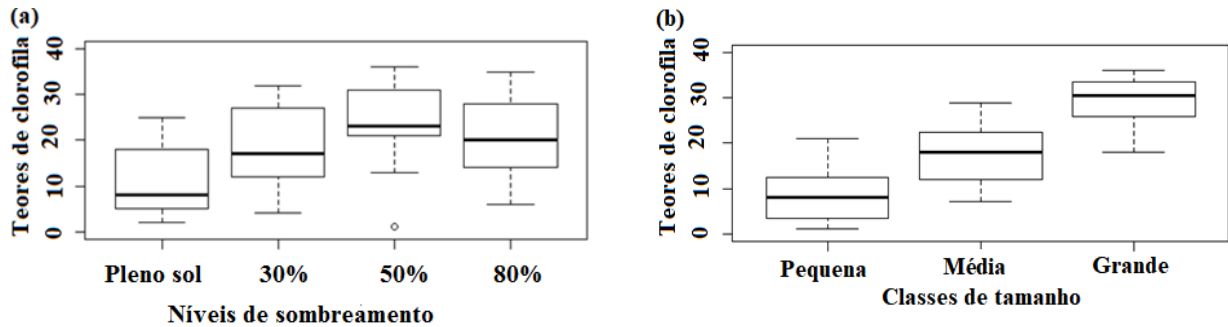 (a)
Teores de clorofila
0 10 20 30 40
Pleno sol 30% 50% 80%
Níveis de sombreamento
(b)
Teores de clorofila
0 10 20 30 40
Pequena Média Grande
Classes de tamanho